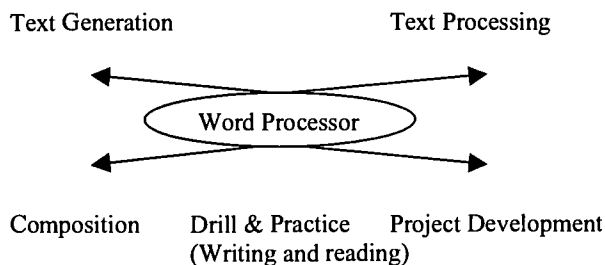 Text Generation
Text Processing
Word Processor
Composition
Drill & Practice
(Writing and reading)
Project Development